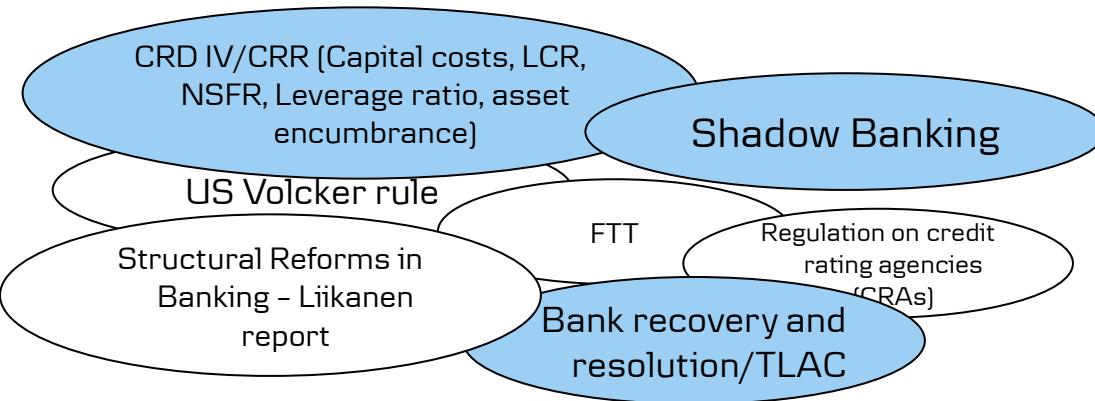 CRD IV/CRR (Capital costs, LCR,
NSFR, Leverage ratio, asset
encumbrance)
Shadow Banking
US Volcker rule
FTT
Regulation on credit
rating agencies
(CRAs)
Structural Reforms in
Banking – Liikanen
report
Bank recovery and
resolution/TLAC